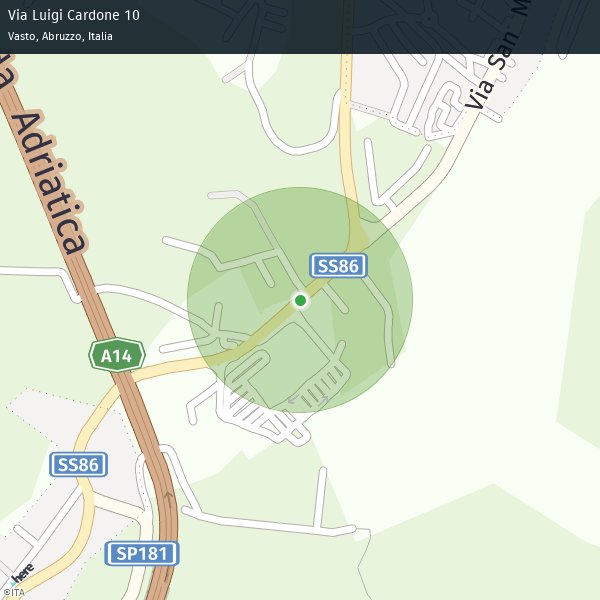 Via Luigi Cardone 10
Vasto, Abruzzo, Italia
Adriatica
Via San
SS86
A14
SS86
SP181
here
©ITA